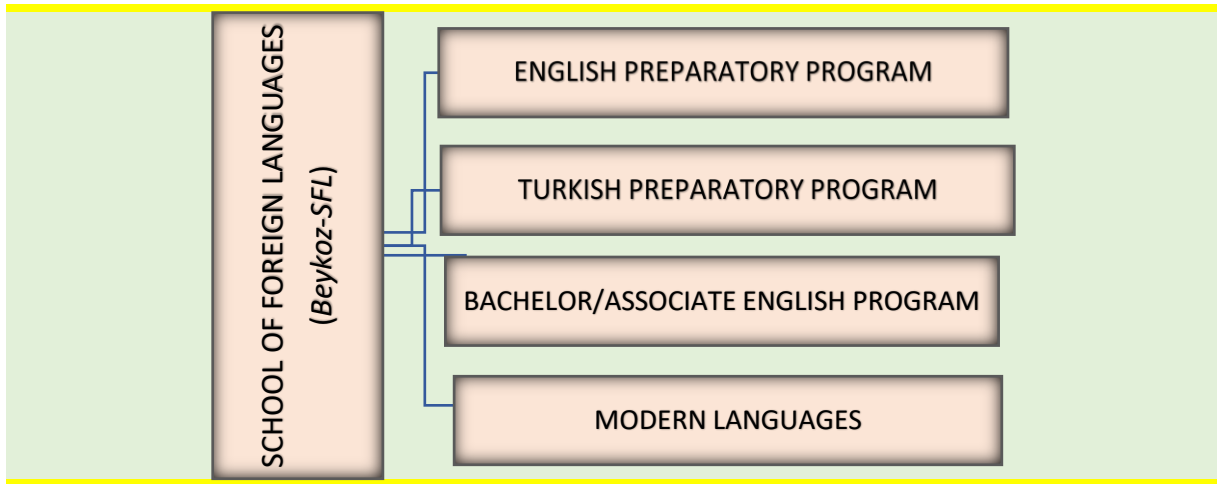 SCHOOL OF FOREIGN LANGUAGES
(Beykoz-SFL)
ENGLISH PREPARATORY PROGRAM
TURKISH PREPARATORY PROGRAM
BACHELOR/ASSOCIATE ENGLISH PROGRAM
MODERN LANGUAGES